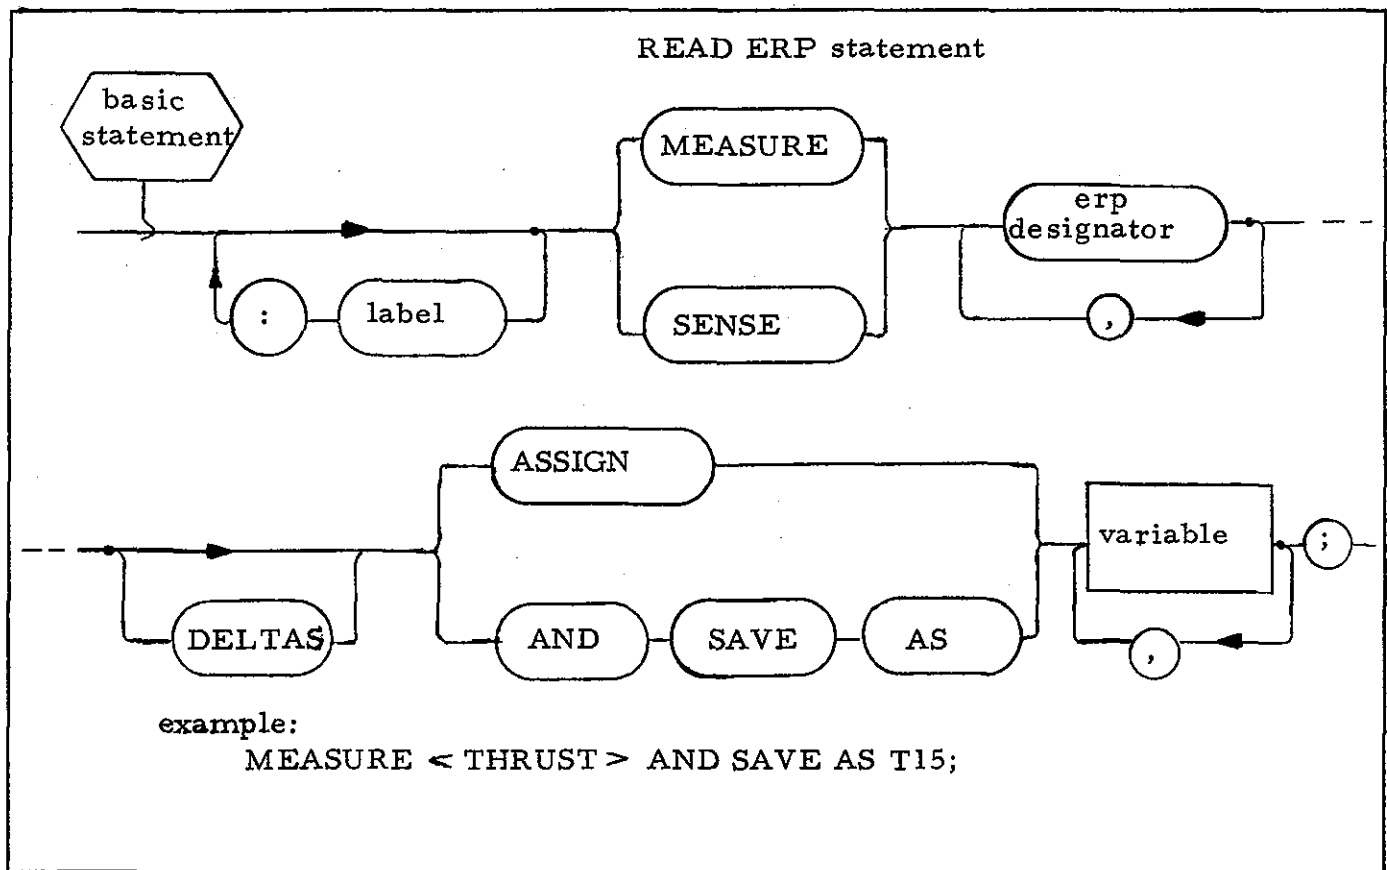 READ ERP statement
basic
statement
MEASURE
erp
designator
: label
SENSE
,
ASSIGN
variable ;
DELTAS AND SAVE AS
,
example:
MEASURE < THRUST > AND SAVE AS T15;